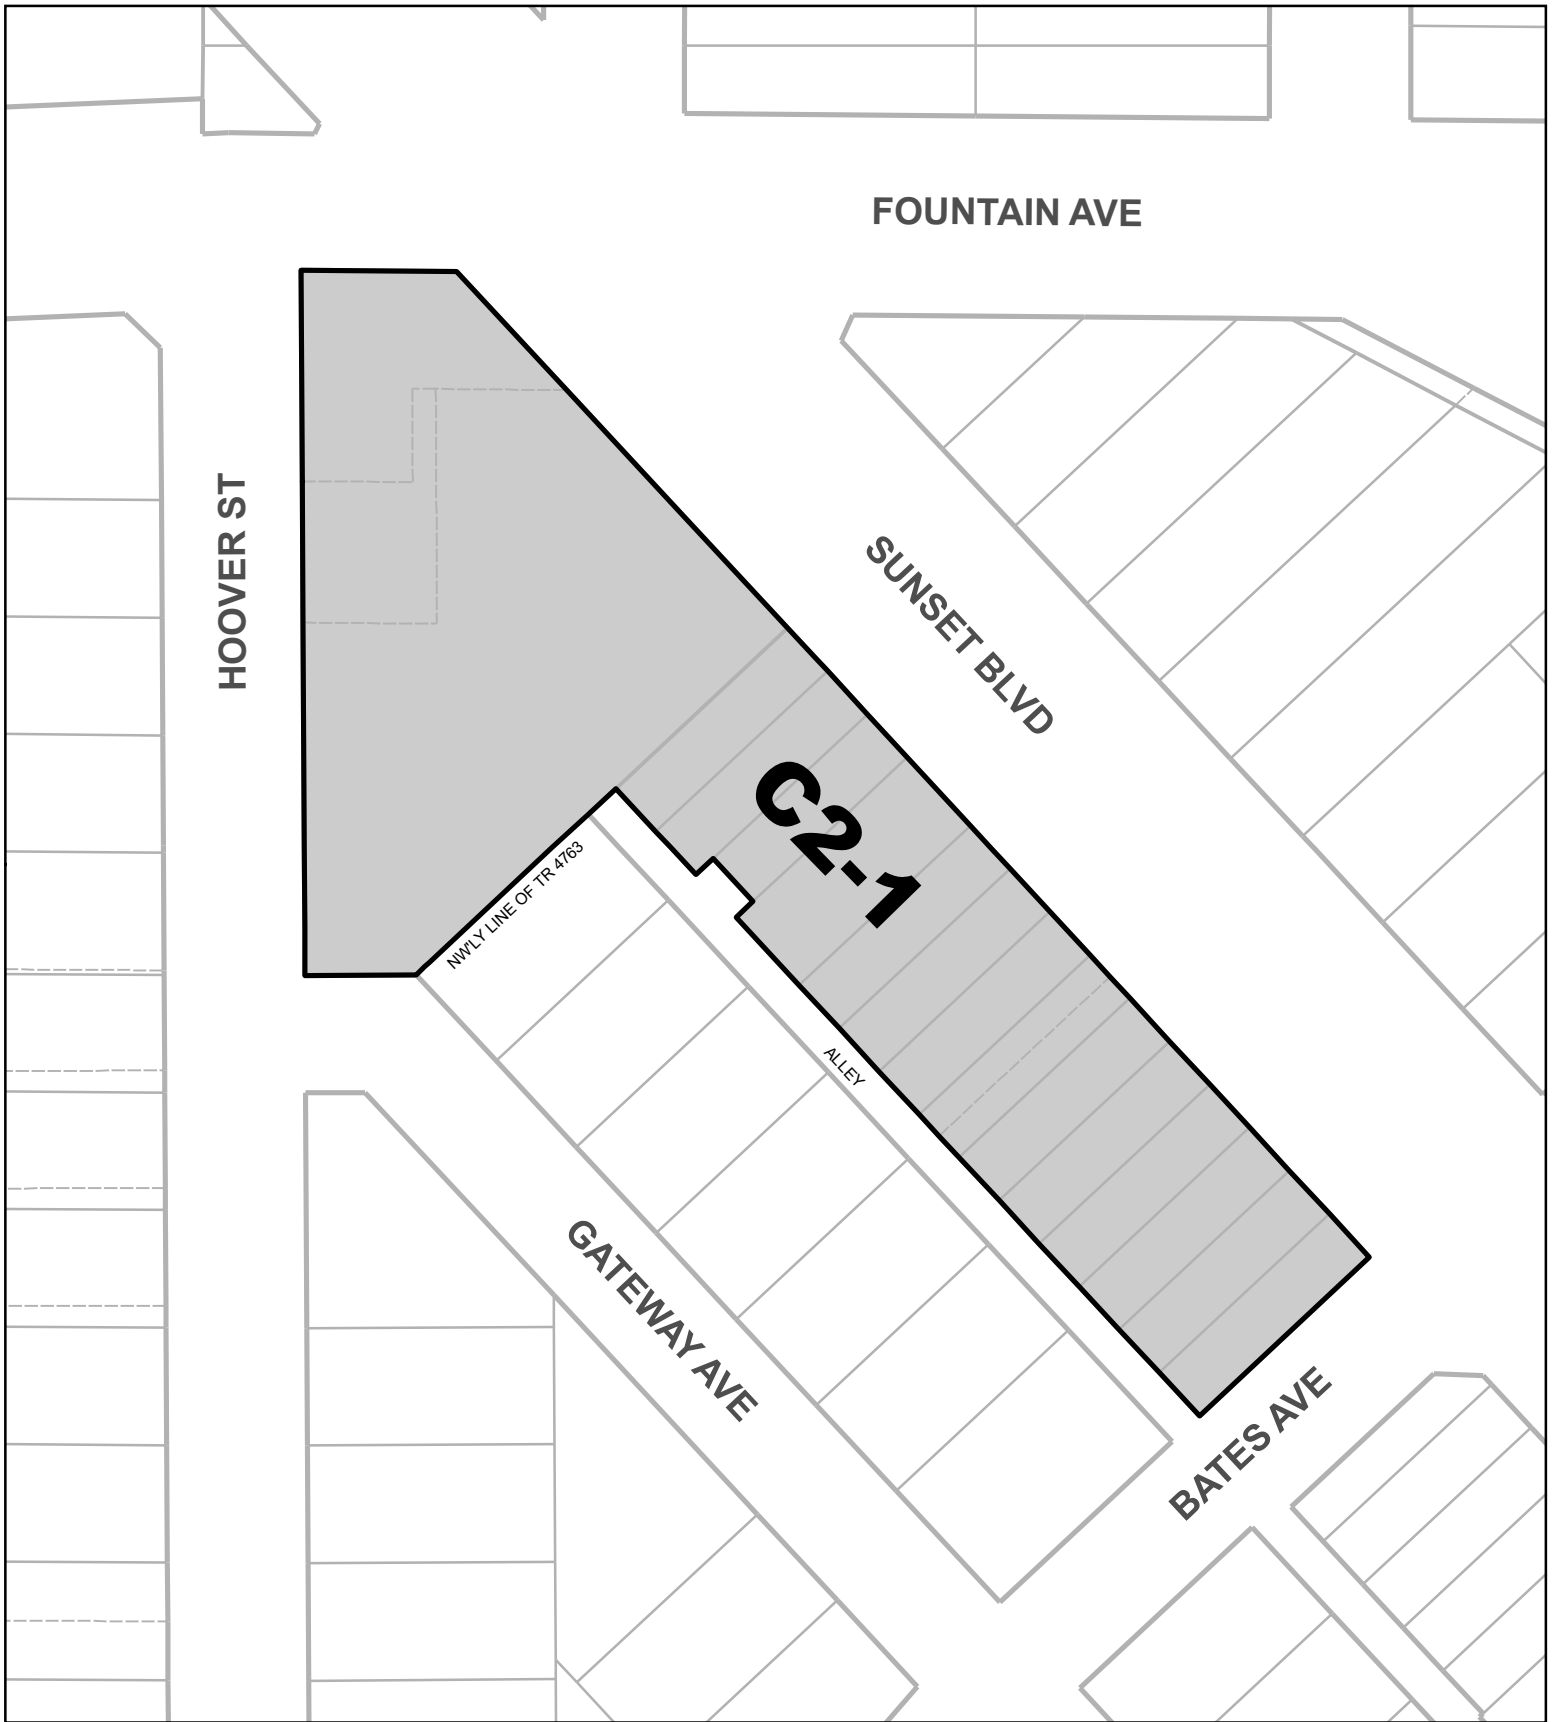 FOUNTAIN AVE
HOOVER ST
SUNSET BLVD
C2-1
NW'LY LINE OF TR 4763
ALLEY
GATEWAY AVE
BATES AVE